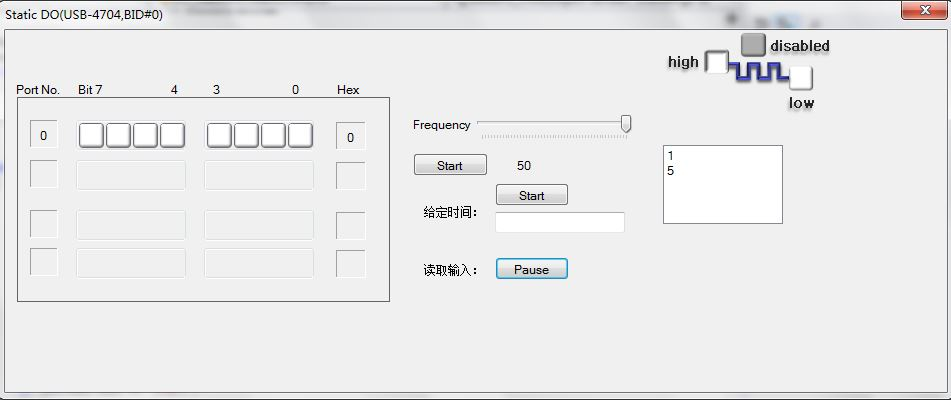 Static DO(USB-4704,BID#0)
disabled
high
low
Port No. Bit 7 4 3 0 Hex
0 0
Frequency
Start 50
Start
给定时间：
读取输入： Pause
1
5